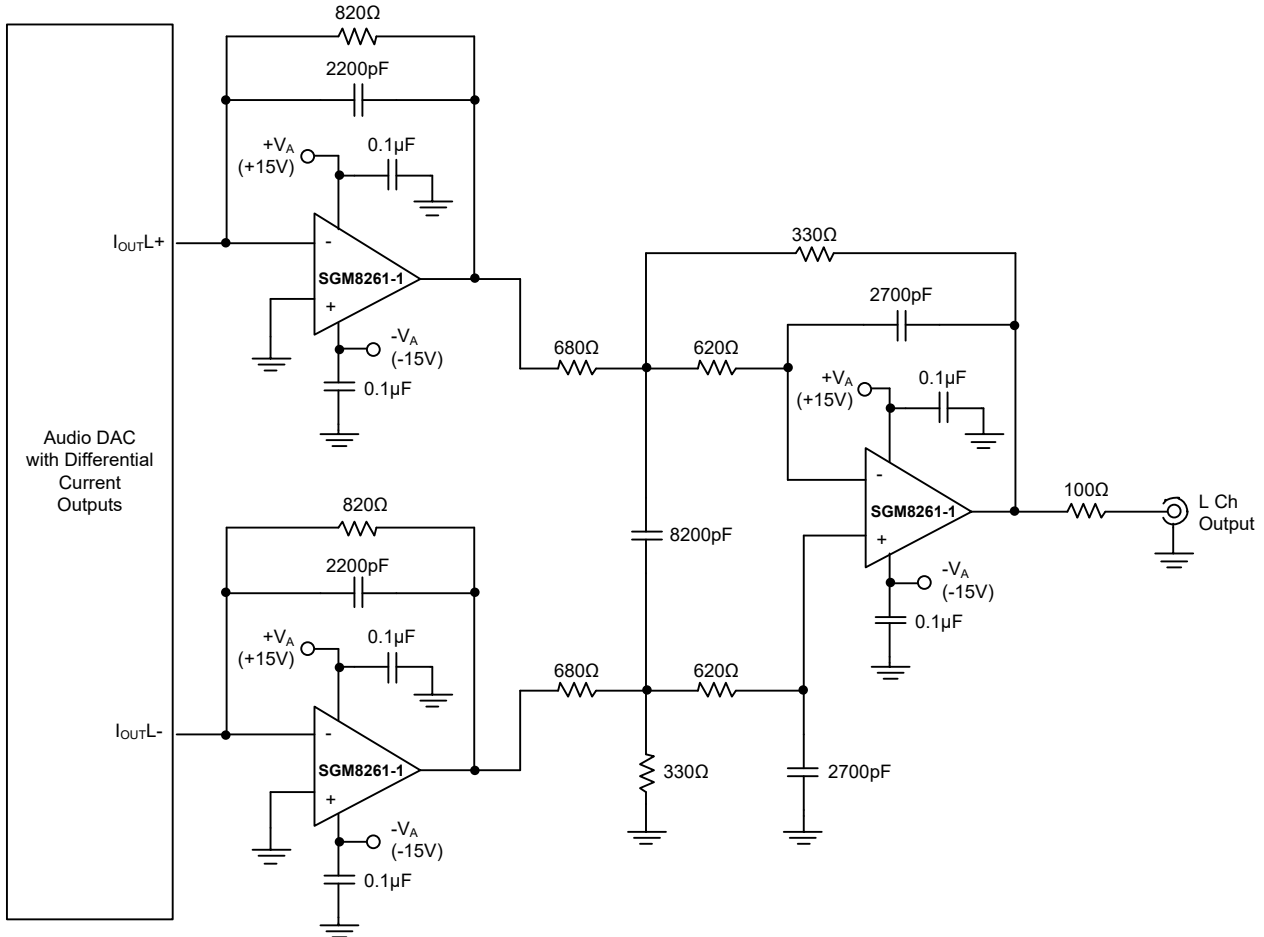 820Ω
2200pF
+VA
(+15V)
0.1µF
IOUTL+
-
SGM8261-1
+
-VA
(-15V)
0.1µF
330Ω
2700pF
680Ω
620Ω
+VA
(+15V)
0.1µF
-
SGM8261-1
+
100Ω
L Ch
Output
-VA
(-15V)
0.1µF
Audio DAC
with Differential
Current
Outputs
820Ω
8200pF
2200pF
+VA
(+15V)
0.1µF
680Ω
620Ω
IOUTL-
-
SGM8261-1
+
330Ω
2700pF
-VA
(-15V)
0.1µF